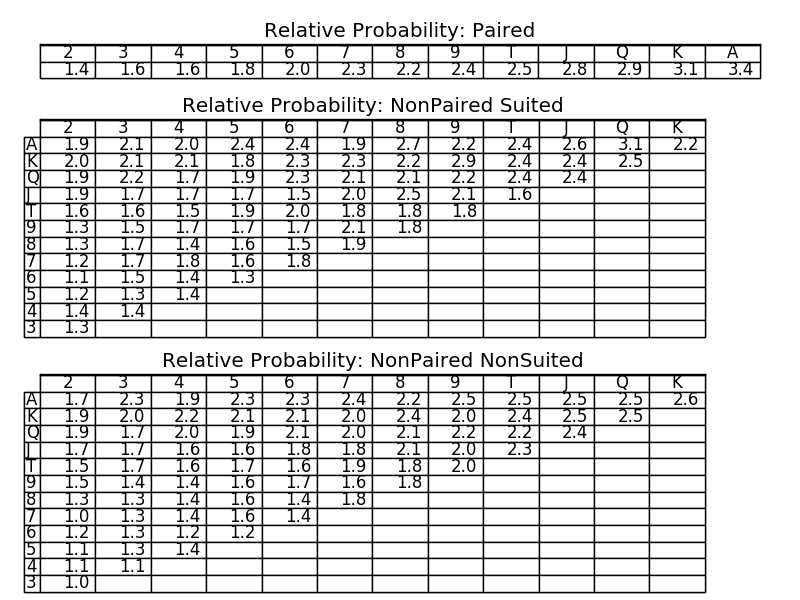 Relative Probability: Paired
2 3 4 5 6 7 8 9 T J Q K A
1.4 1.6 1.6 1.8 2.0 2.3 2.2 2.4 2.5 2.8 2.9 3.1 3.4
Relative Probability: NonPaired Suited
2 3 4 5 6 7 8 9 T J Q K
A 1.9 2.1 2.0 2.4 2.4 1.9 2.7 2.2 2.4 2.6 3.1 2.2
K 2.0 2.1 2.1 1.8 2.3 2.3 2.2 2.9 2.4 2.4 2.5
Q 1.9 2.2 1.7 1.9 2.3 2.1 2.1 2.2 2.4 2.4
J 1.9 1.7 1.7 1.7 1.5 2.0 2.5 2.1 1.6
T 1.6 1.6 1.5 1.9 2.0 1.8 1.8 1.8
9 1.3 1.5 1.7 1.7 1.7 2.1 1.8
8 1.3 1.7 1.4 1.6 1.5 1.9
7 1.2 1.7 1.8 1.6 1.8
6 1.1 1.5 1.4 1.3
5 1.2 1.3 1.4
4 1.4 1.4
3 1.3
Relative Probability: NonPaired NonSuited
2 3 4 5 6 7 8 9 T J Q K
A 1.7 2.3 1.9 2.3 2.3 2.4 2.2 2.5 2.5 2.5 2.5 2.6
K 1.9 2.0 2.2 2.1 2.1 2.0 2.4 2.0 2.4 2.5 2.5
Q 1.9 1.7 2.0 1.9 2.1 2.0 2.1 2.2 2.2 2.4
J 1.7 1.7 1.6 1.6 1.8 1.8 2.1 2.0 2.3
T 1.5 1.7 1.6 1.7 1.6 1.9 1.8 2.0
9 1.5 1.4 1.4 1.6 1.7 1.6 1.8
8 1.3 1.3 1.4 1.6 1.4 1.8
7 1.0 1.3 1.4 1.6 1.4
6 1.2 1.3 1.2 1.2
5 1.1 1.3 1.4
4 1.1 1.1
3 1.0